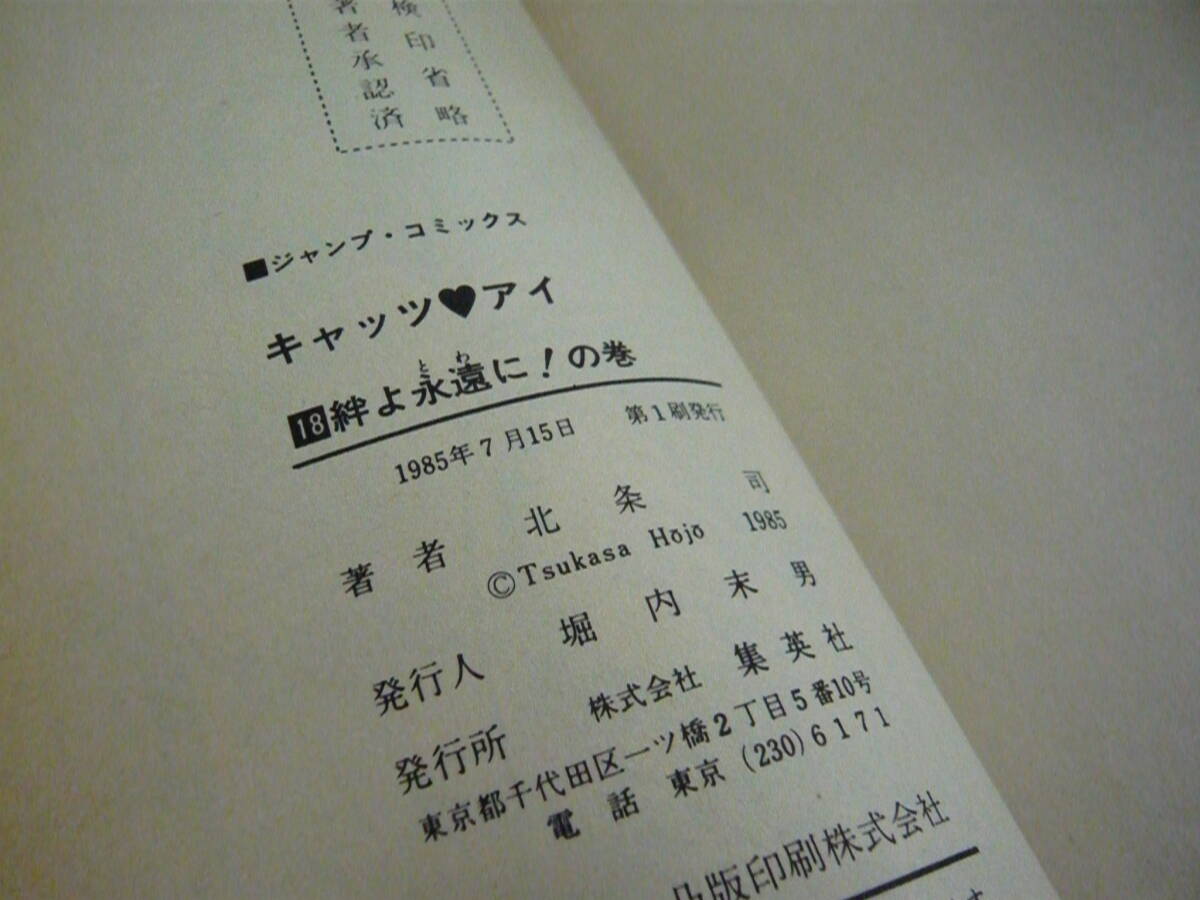 検印省略
著者承認済
■ジャンプ・コミックス
キャッツ♥アイ
とわ
18絆よ永遠に!の巻
1985年7月15日 第1刷発行
著者 北条司
©Tsukasa Hōjō 1985
発行人 堀内末男
発行所 株式会社 集英社
東京都千代田区一ツ橋2丁目5番10号
電話 東京 (230)6171
版印刷株式会社